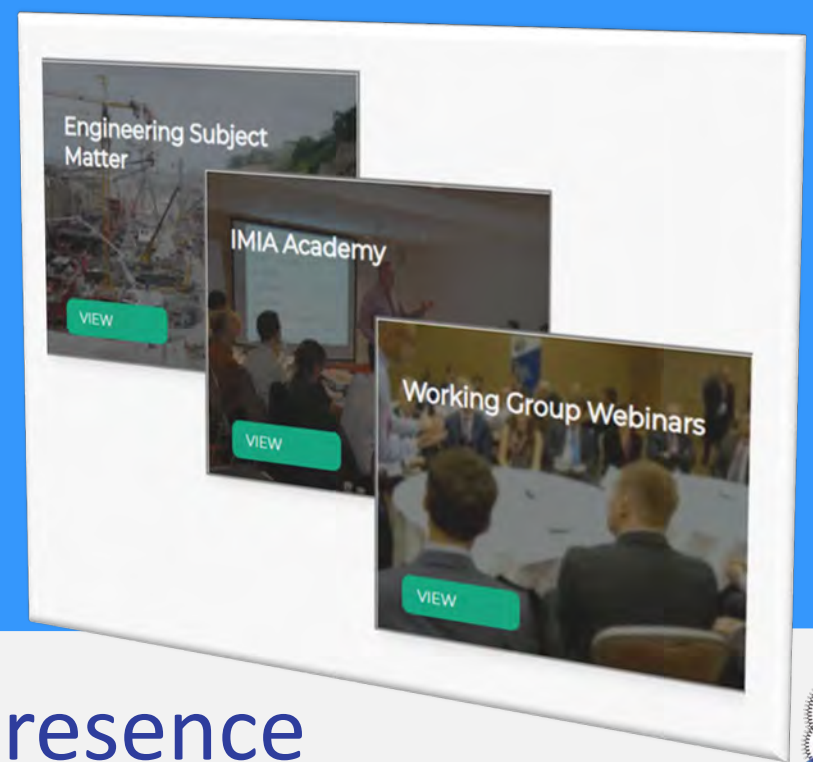 Engineering Subject
Matter
VIEW
IMIA Academy
VIEW
Working Group Webinars
VIEW
resence